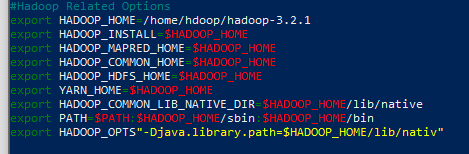 #Hadoop Related Options
export HADOOP_HOME=/home/hdoop/hadoop-3.2.1
export HADOOP_INSTALL=$HADOOP_HOME
export HADOOP_MAPRED_HOME=$HADOOP_HOME
export HADOOP_COMMON_HOME=$HADOOP_HOME
export HADOOP_HDFS_HOME=$HADOOP_HOME
export YARN_HOME=$HADOOP_HOME
export HADOOP_COMMON_LIB_NATIVE_DIR=$HADOOP_HOME/lib/native
export PATH=$PATH:$HADOOP_HOME/sbin:$HADOOP_HOME/bin
export HADOOP_OPTS"-Djava.library.path=$HADOOP_HOME/lib/nativ"